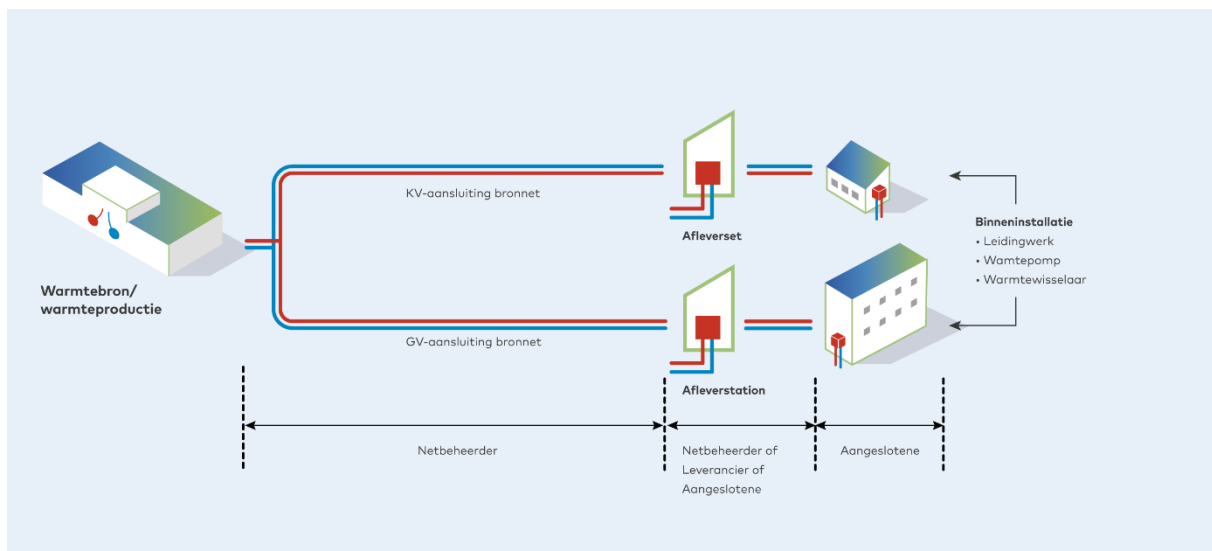 KV-aansluiting bronnet
Afleverset
Binneninstallatie
• Leidingwerk
• Wamtepomp
• Warmtewisselaar
Warmtebron/
warmteproductie
GV-aansluiting bronnet
Afleverstation
Netbeheerder
Netbeheerder of
Leverancier of
Aangeslotene
Aangeslotene